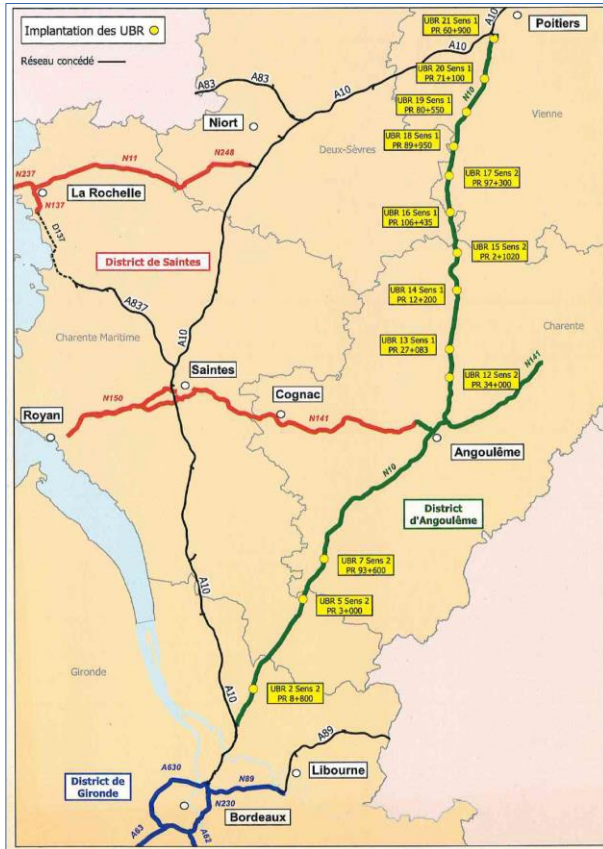 Implantation des UBR
Réseau concédé
A10
Poitiers
UBR 21 Sens 1
PR 60+900
A10
A83
A83
A10
UBR 20 Sens 1
PR 71+100
N10
UBR 19 Sens 1
PR 80+550
Vienne
Niort
Deux-Sèvres
UBR 18 Sens 1
PR 89+950
N11
N248
N237
La Rochelle
N137
UBR 17 Sens 2
PR 97+300
UBR 16 Sens 1
PR 106+435
D137
District de Saintes
UBR 15 Sens 2
PR 2+1020
UBR 14 Sens 1
PR 12+200
A837
A10
Charente Maritime
Charente
UBR 13 Sens 1
PR 27+083
N141
Saintes
UBR 12 Sens 2
PR 34+000
Cognac
N150
Royan
N141
Angoulême
N10
District
d'Angoulême
UBR 7 Sens 2
PR 93+600
A10
UBR 5 Sens 2
PR 3+000
Gironde
A10
UBR 2 Sens 2
PR 8+800
A89
A630
District de
Gironde
N89
Libourne
N230
Bordeaux
A63
A62